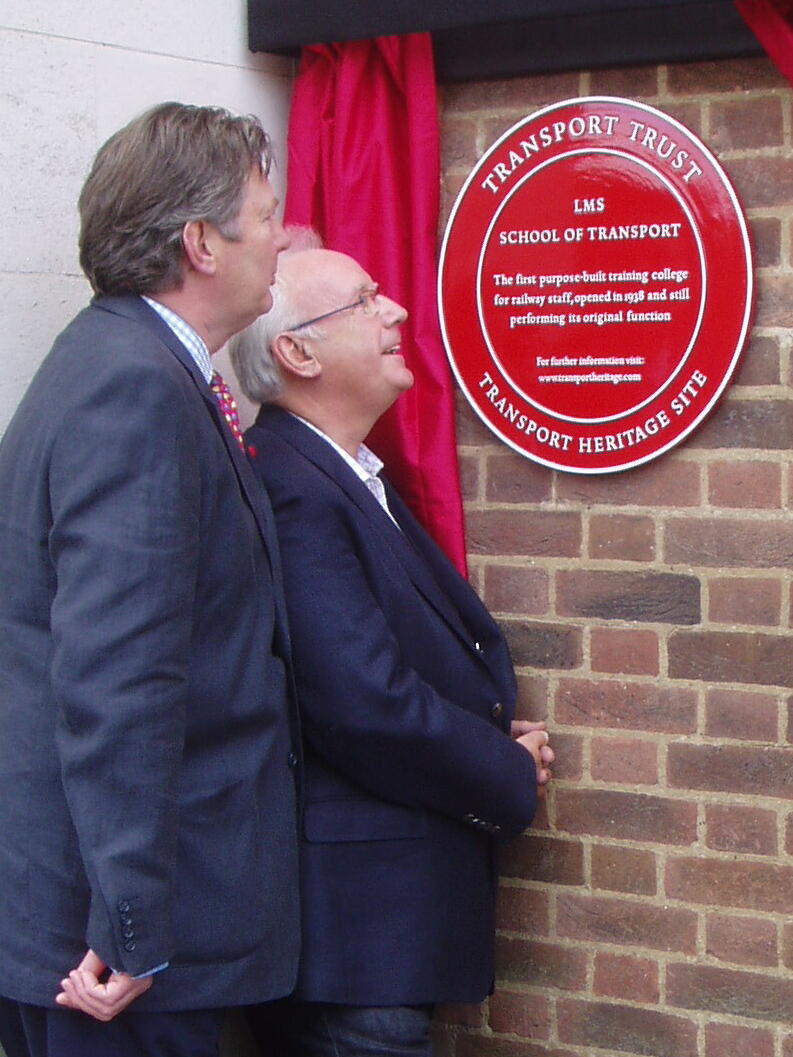 TRANSPORT TRUST
LMS
SCHOOL OF TRANSPORT
The first purpose-built training college
for railway staff, opened in 1938 and still
performing its original function
For further information visit:
www.transportheritage.com
TRANSPORT HERITAGE SITE